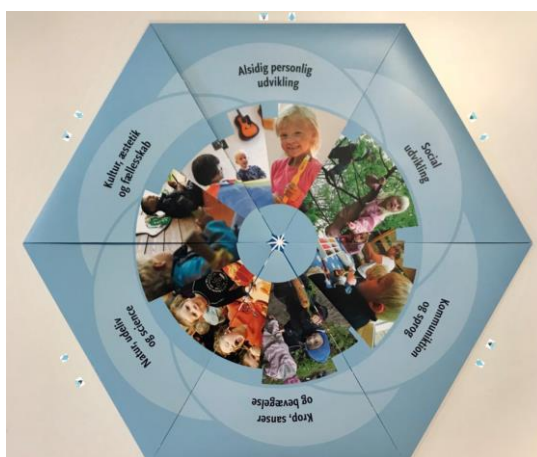 Alsidig personlig
udvikling
Social
udvikling
Kommuniktion
og sprog
Krop, sanser
og bevægelse
Natur, udeliv
og science
Kultur, æstetik
og fællesskab